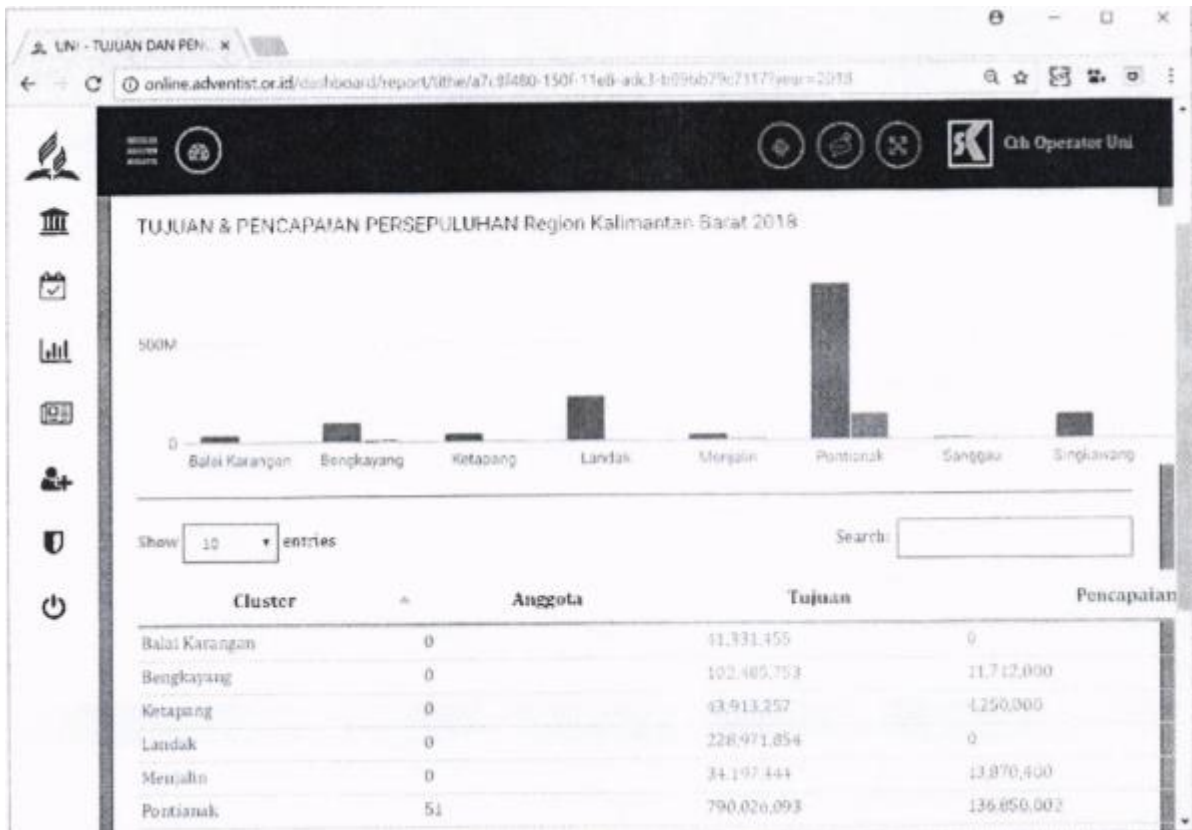 UNI - TUJUAN DAN PEN
online.adventist.or.id/dashboard/report/tithe/
Cth Operator Uni
TUJUAN & PENCAPAIAN PERSEPULUHAN Region Kalimantan Barat 2018
500M
0
Balai Karangan Bengkayang Ketapang Landak Menjalin Pontianak Sanggau Singkawang
Show 10 entries Search:
Cluster Anggota Tujuan Pencapaian
Balai Karangan 0 41,331,455 0
Bengkayang 0 102,485,753 11,712,000
Ketapang 0 43,913,257 4,250,000
Landak 0 228,971,854 0
Menjalin 0 34,197,444 13,870,400
Pontianak 51 790,026,093 136,850,002